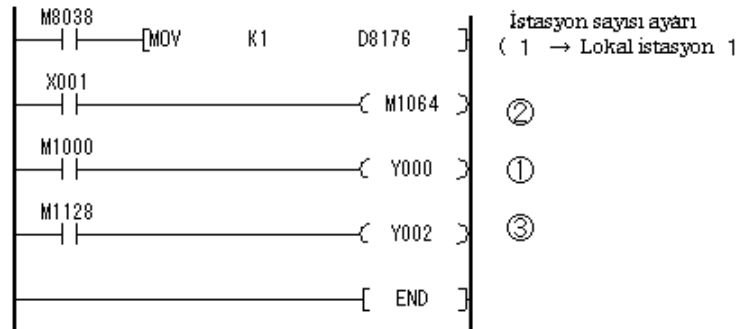 M8038
[MOV K1 D8176 ]
İstasyon sayısı ayarı
( 1 → Lokal istasyon 1
X001
( M1064 )
②
M1000
( Y000 )
①
M1128
( Y002 )
③
[ END ]